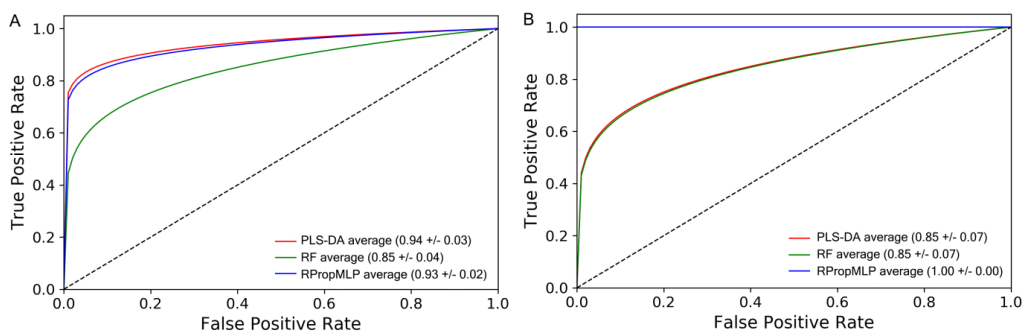 A
True Positive Rate
1.0
0.8
0.6
0.4
0.2
0.0
PLS-DA average (0.94 +/- 0.03)
RF average (0.85 +/- 0.04)
RPropMLP average (0.93 +/- 0.02)
0.0 0.2 0.4 0.6 0.8 1.0
False Positive Rate
B
True Positive Rate
1.0
0.8
0.6
0.4
0.2
0.0
PLS-DA average (0.85 +/- 0.07)
RF average (0.85 +/- 0.07)
RPropMLP average (1.00 +/- 0.00)
0.0 0.2 0.4 0.6 0.8 1.0
False Positive Rate